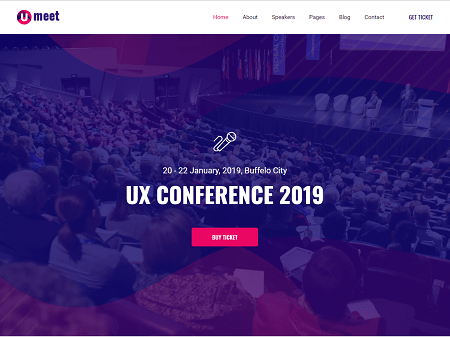 U meet
Home About Speakers Pages Blog Contact GET TICKET
20 - 22 January, 2019, Buffelo City
UX CONFERENCE 2019
BUY TICKET